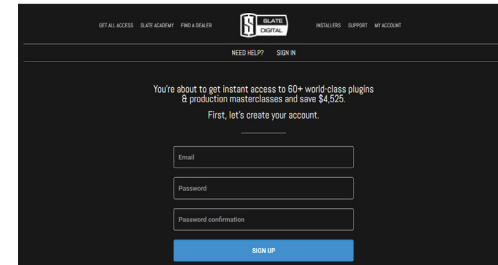 GET ALL ACCESS SLATE ACADEMY FIND A DEALER
SLATE
DIGITAL
INSTALLERS SUPPORT MY ACCOUNT
NEED HELP? SIGN IN
You're about to get instant access to 60+ world-class plugins
& production masterclasses and save $4,525.
First, let's create your account.
Email
Password
Password confirmation
SIGN UP